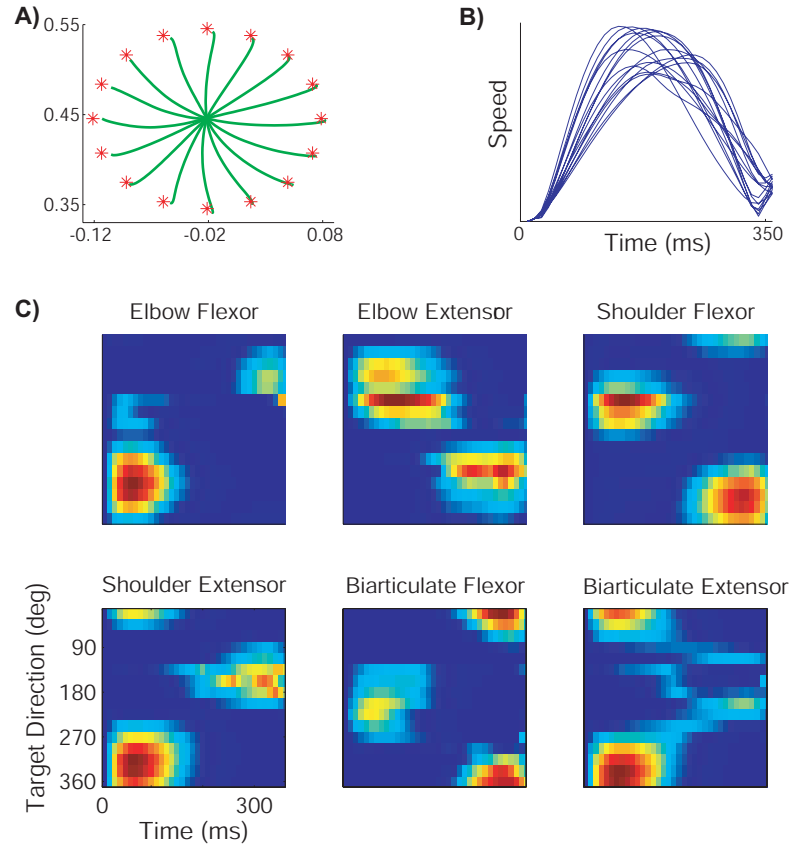 A)
0.55
0.45
0.35
-0.12
-0.02
0.08
B)
Speed
0
Time (ms)
350
C)
Elbow Flexor
Elbow Extensor
Shoulder Flexor
Shoulder Extensor
Biarticulate Flexor
Biarticulate Extensor
Target Direction (deg)
90
180
270
360
0
300
Time (ms)